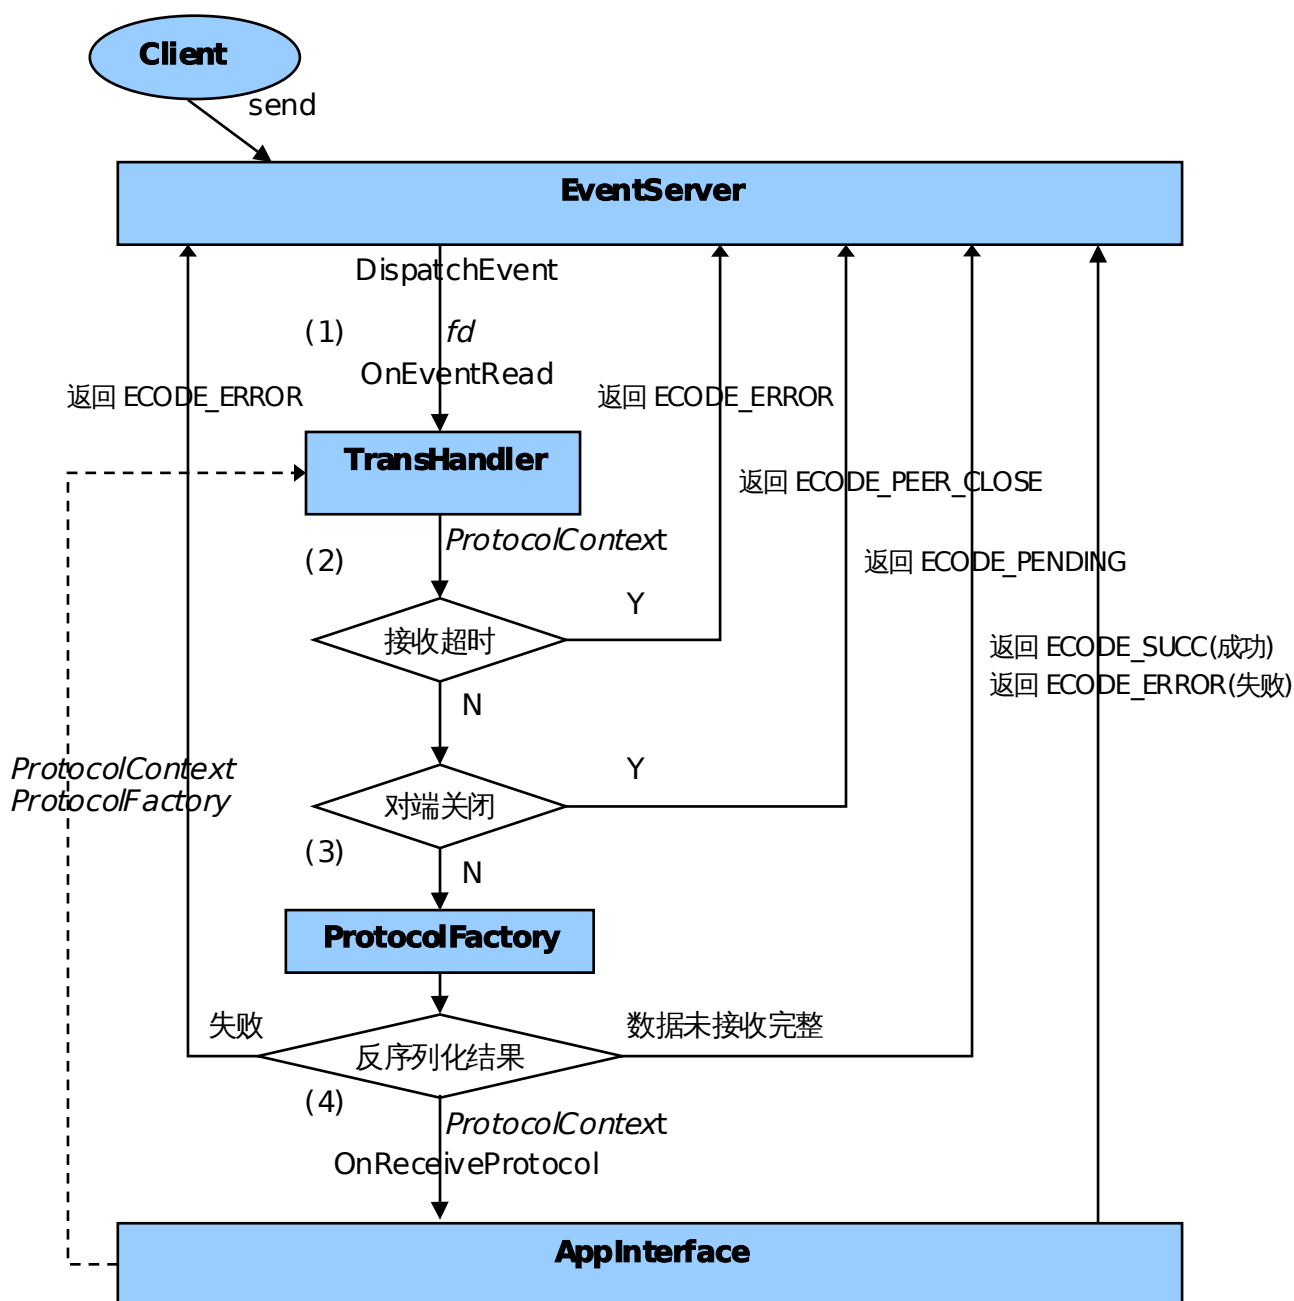 Client
send
EventServer
DispatchEvent
(1)
fd
OnEventRead
返回 ECODE_ERROR
返回 ECODE_ERROR
TransHandler
返回 ECODE_PEER_CLOSE
ProtocolContext
(2)
返回 ECODE_PENDING
Y
接收超时
返回 ECODE_SUCC(成功)
返回 ECODE_ERROR(失败)
N
ProtocolContext
ProtocolFactory
Y
对端关闭
(3)
N
ProtocolFactory
失败
数据未接收完整
反序列化结果
(4)
ProtocolContext
OnReceiveProtocol
AppInterface